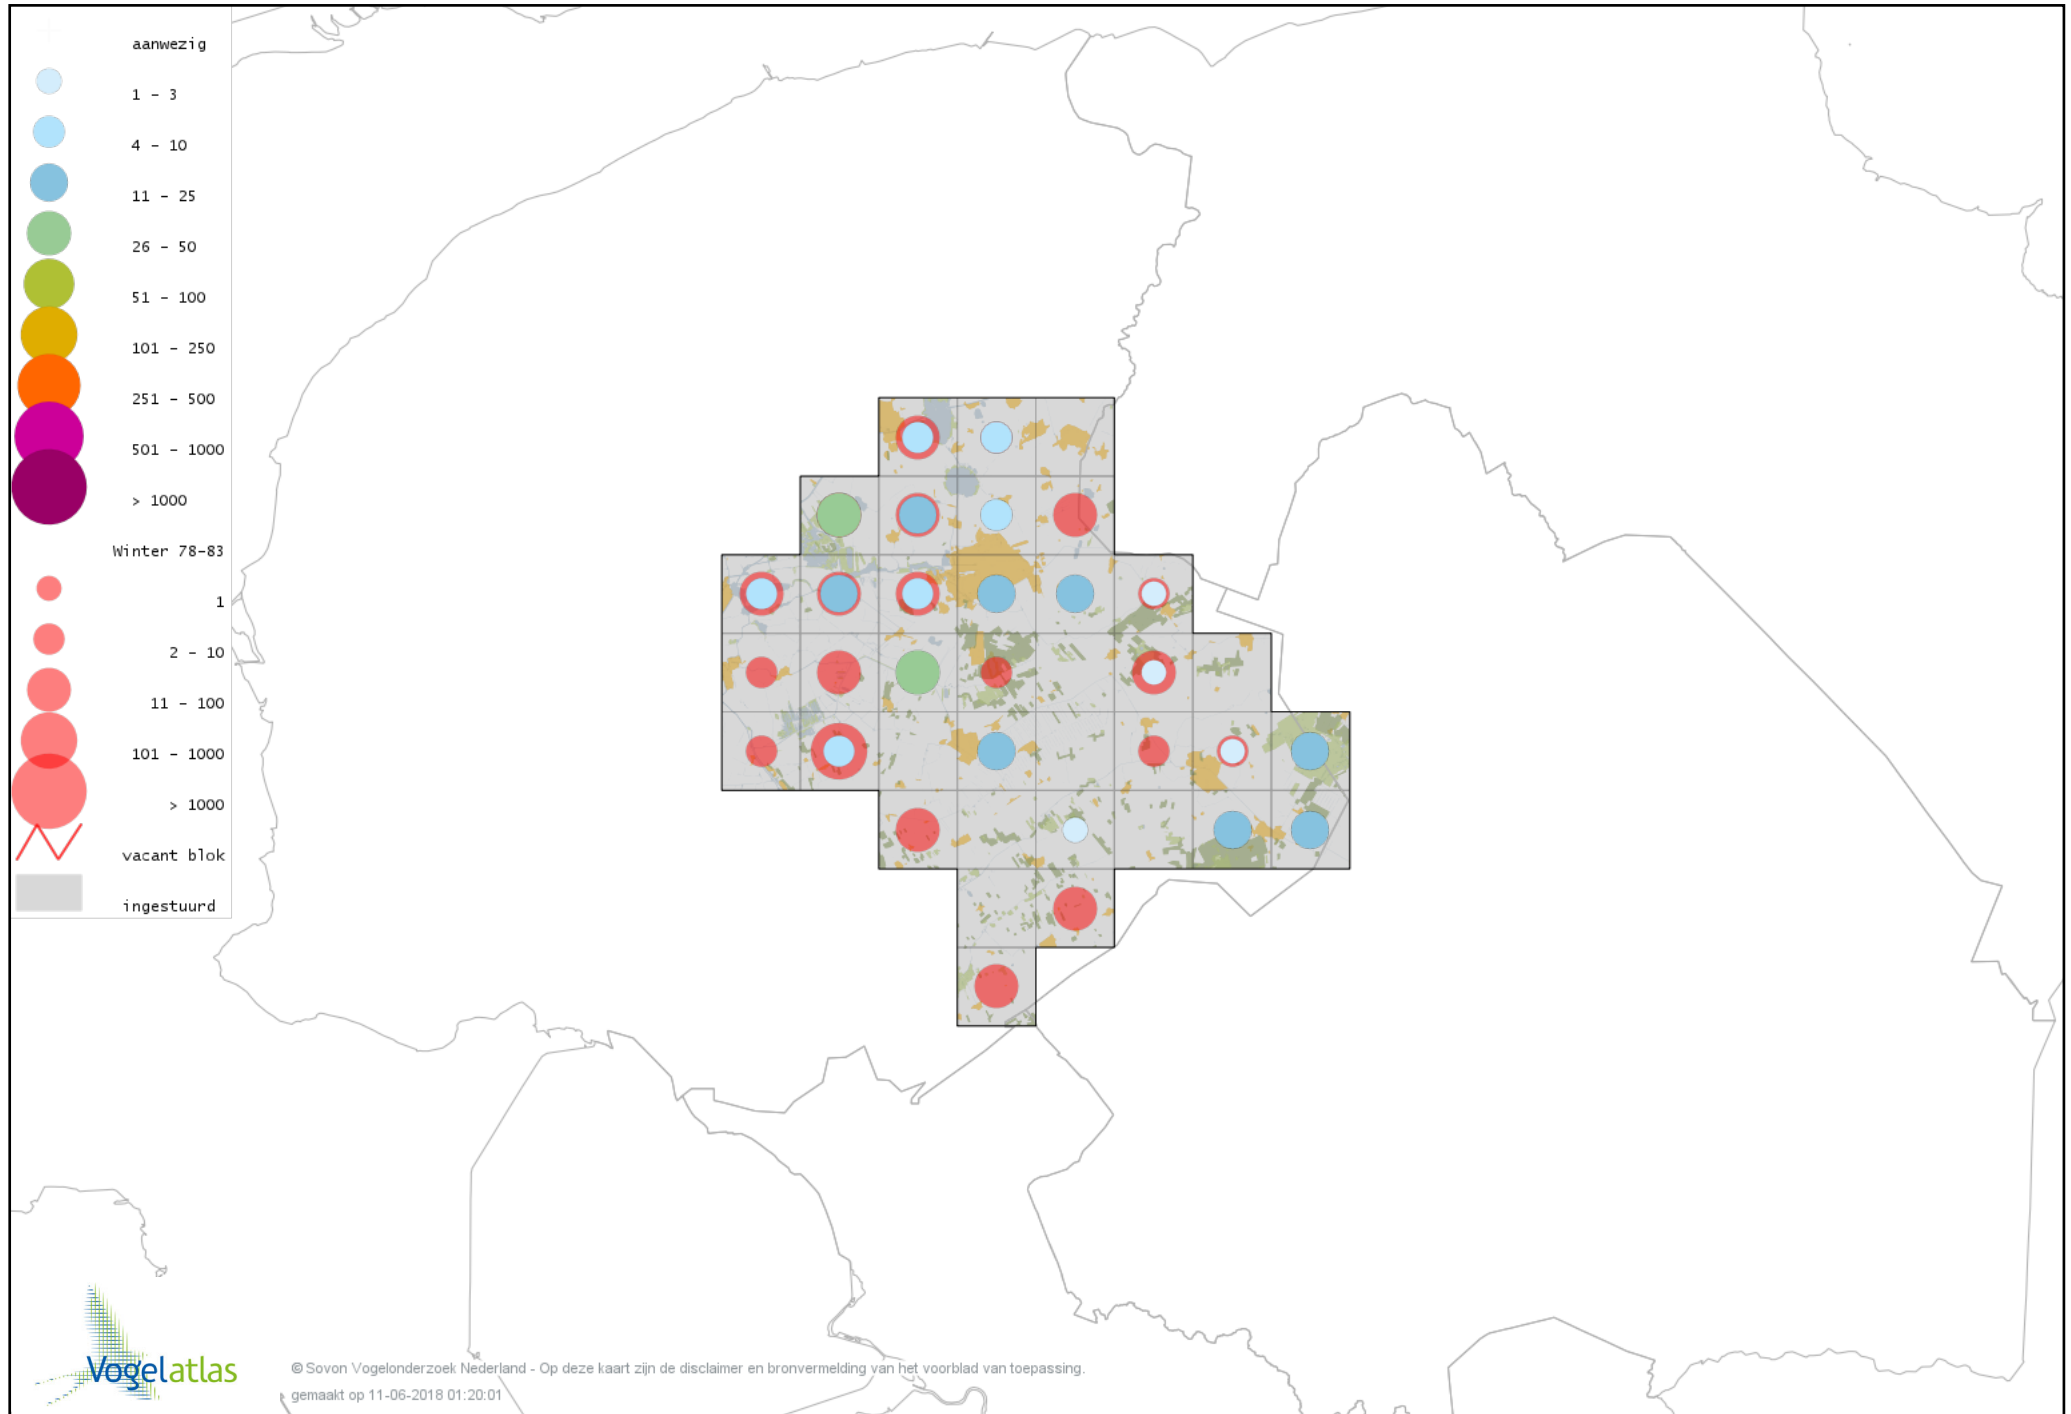 aanwezig
1 - 3
4 - 10
11 - 25
26 - 50
51 - 100
101 - 250
251 - 500
501 - 1000
> 1000
Winter 78-83
1
2 - 10
11 - 100
101 - 1000
> 1000
vacant blok
ingestuurd
Vogelatlas
© Sovon Vogelonderzoek Nederland - Op deze kaart zijn de disclaimer en bronvermelding van het voorblad van toepassing.
gemaakt op 11-06-2018 01:20:01